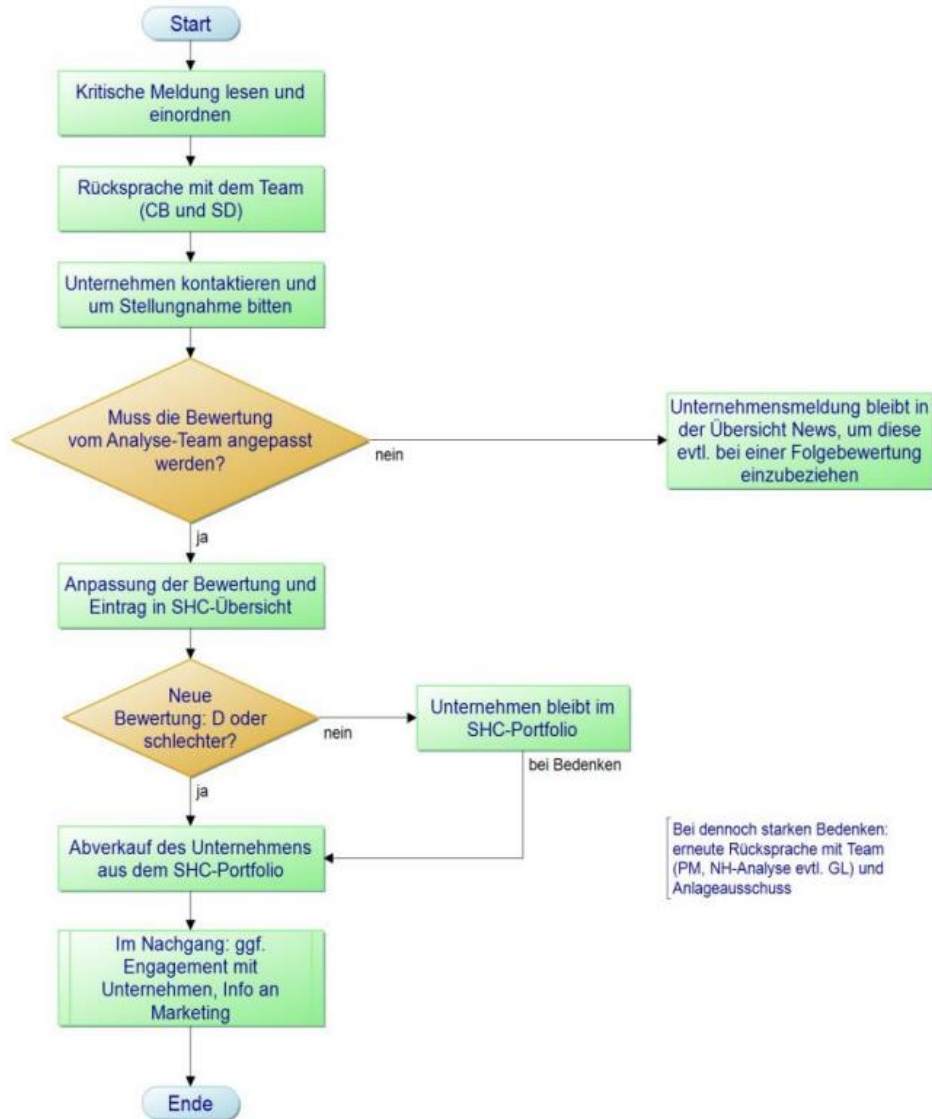 Start
Kritische Meldung lesen und
einordnen
Rücksprache mit dem Team
(CB und SD)
Unternehmen kontaktieren und
um Stellungnahme bitten
Muss die Bewertung
vom Analyse-Team angepasst
werden?
nein
Unternehmensmeldung bleibt in
der Übersicht News, um diese
evtl. bei einer Folgebewertung
einzubeziehen
ja
Anpassung der Bewertung und
Eintrag in SHC-Übersicht
Neue
Bewertung: D oder
schlechter?
nein
Unternehmen bleibt im
SHC-Portfolio
bei Bedenken
ja
Abverkauf des Unternehmens
aus dem SHC-Portfolio
Bei dennoch starken Bedenken:
erneute Rücksprache mit Team
(PM, NH-Analyse evtl. GL) und
Anlageausschuss
Im Nachgang: ggf.
Engagement mit
Unternehmen, Info an
Marketing
Ende